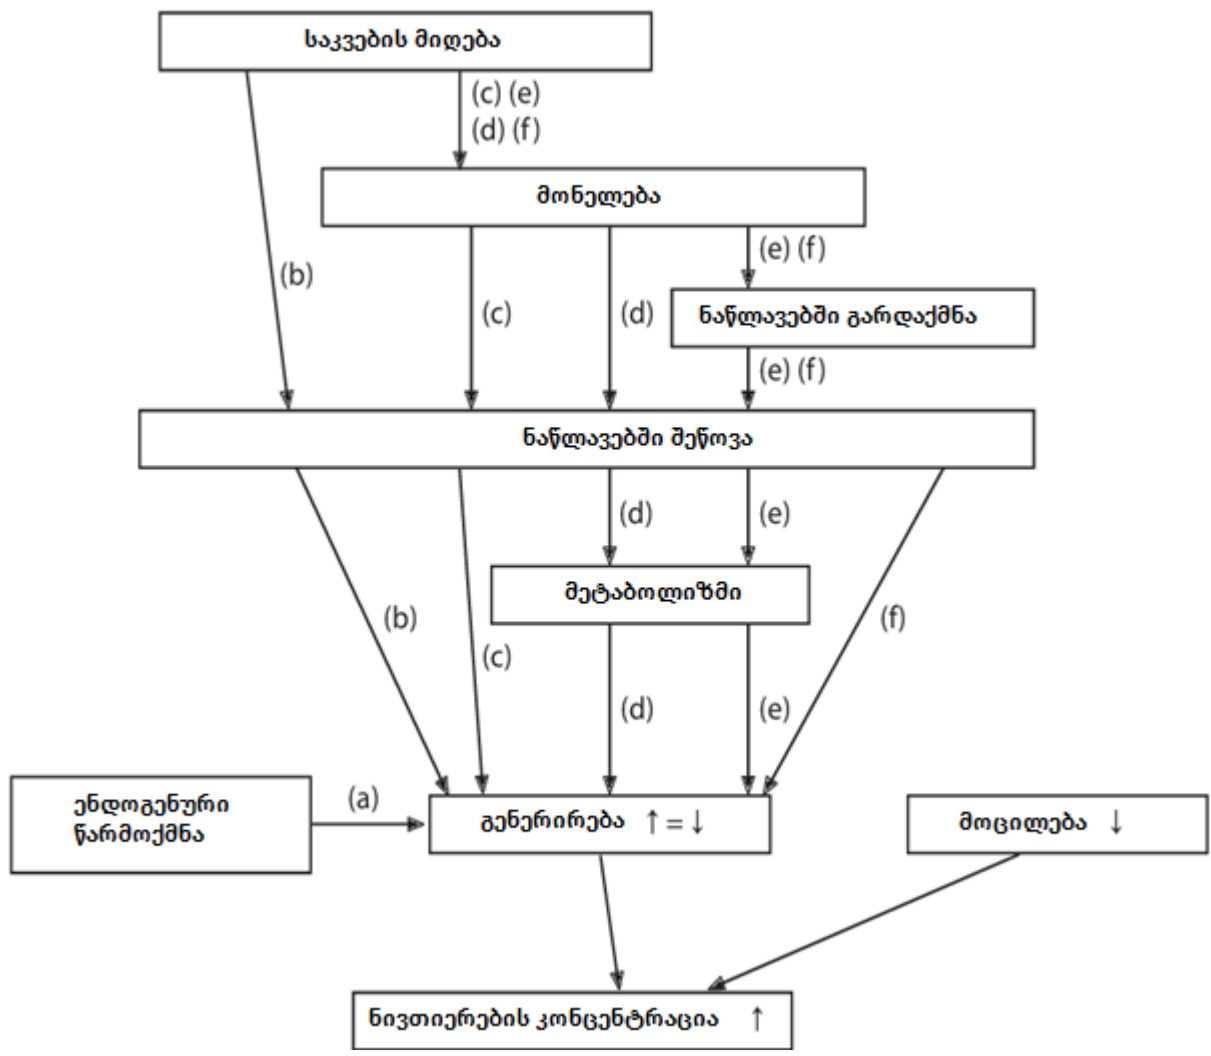 საკვების მიღება
(c) (e)
(d) (f)
მონელება
(e) (f)
(b)
(c)
(d)
ნაწლავებში გარდაქმნა
(e) (f)
ნაწლავებში შეწოვა
(d)
(e)
მეტაბოლიზმი
(b)
(f)
(c)
(d)
(e)
ენდოგენური
წარმოქმნა
(a)
გენერირება ↑ = ↓
მოცილება ↓
ნივთიერების კონცენტრაცია ↑